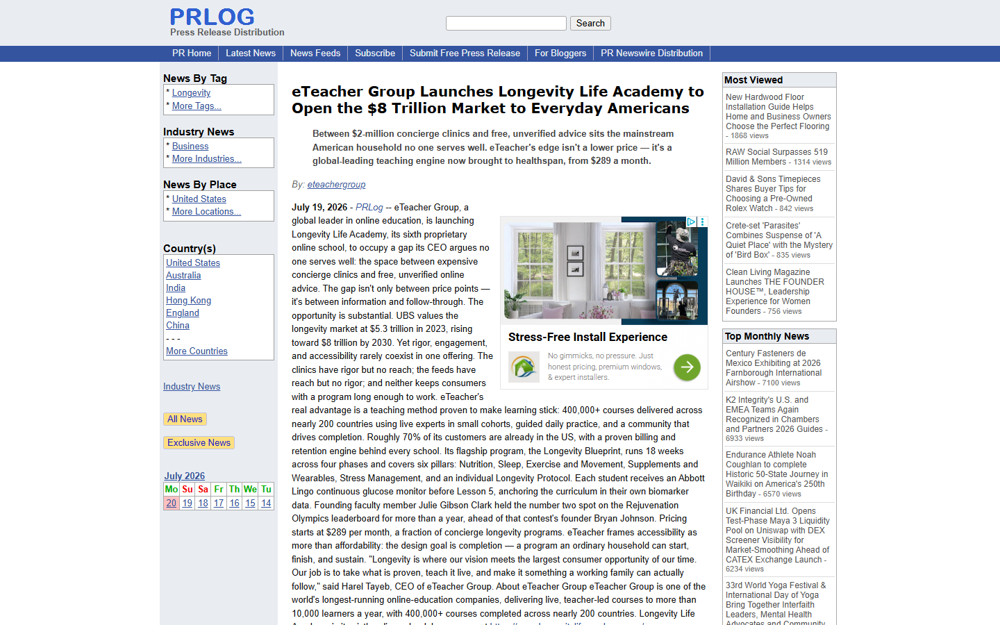 PRLOG
Press Release Distribution
Search
PR Home
Latest News
News Feeds
Subscribe
Submit Free Press Release
For Bloggers
PR Newswire Distribution
News By Tag
* Longevity
* More Tags...
Industry News
* Business
* More Industries...
News By Place
* United States
* More Locations...
Country(s)
United States
Australia
India
Hong Kong
England
China
- - -
More Countries
Industry News
All News
Exclusive News
July 2026
Mo Su Sa Fr Th We Tu
20 19 18 17 16 15 14
eTeacher Group Launches Longevity Life Academy to
Open the $8 Trillion Market to Everyday Americans
Between $2-million concierge clinics and free, unverified advice sits the mainstream
American household no one serves well. eTeacher's edge isn't a lower price — it's a
global-leading teaching engine now brought to healthspan, from $289 a month.
By: eteachergroup
July 19, 2026 - PRLog -- eTeacher Group, a
global leader in online education, is launching
Longevity Life Academy, its sixth proprietary
online school, to occupy a gap its CEO argues no
one serves well: the space between expensive
concierge clinics and free, unverified online
advice. The gap isn't only between price points —
it's between information and follow-through. The
opportunity is substantial. UBS values the
longevity market at $5.3 trillion in 2023, rising
toward $8 trillion by 2030. Yet rigor, engagement,
and accessibility rarely coexist in one offering. The
clinics have rigor but no reach; the feeds have
reach but no rigor; and neither keeps consumers
with a program long enough to work. eTeacher's
real advantage is a teaching method proven to make learning stick: 400,000+ courses delivered across
nearly 200 countries using live experts in small cohorts, guided daily practice, and a community that
drives completion. Roughly 70% of its customers are already in the US, with a proven billing and
retention engine behind every school. Its flagship program, the Longevity Blueprint, runs 18 weeks
across four phases and covers six pillars: Nutrition, Sleep, Exercise and Movement, Supplements and
Wearables, Stress Management, and an individual Longevity Protocol. Each student receives an Abbott
Lingo continuous glucose monitor before Lesson 5, anchoring the curriculum in their own biomarker
data. Founding faculty member Julie Gibson Clark held the number two spot on the Rejuvenation
Olympics leaderboard for more than a year, ahead of that contest's founder Bryan Johnson. Pricing
starts at $289 per month, a fraction of concierge longevity programs. eTeacher frames accessibility as
more than affordability: the design goal is completion — a program an ordinary household can start,
finish, and sustain. "Longevity is where our vision meets the largest consumer opportunity of our time.
Our job is to take what is proven, teach it live, and make it something a working family can actually
follow," said Harel Tayeb, CEO of eTeacher Group. About eTeacher Group eTeacher Group is one of the
world's longest-running online-education companies, delivering live, teacher-led courses to more than
10,000 learners a year, with 400,000+ courses completed across nearly 200 countries. Longevity Life
Stress-Free Install Experience
No gimmicks, no pressure. Just
honest pricing, premium windows,
& expert installers.
Most Viewed
New Hardwood Floor
Installation Guide Helps
Home and Business Owners
Choose the Perfect Flooring
- 1868 views
RAW Social Surpasses 519
Million Members - 1314 views
David & Sons Timepieces
Shares Buyer Tips for
Choosing a Pre-Owned
Rolex Watch - 842 views
Crete-set 'Parasites'
Combines Suspense of 'A
Quiet Place' with the Mystery
of 'Bird Box' - 835 views
Clean Living Magazine
Launches THE FOUNDER
HOUSE™, Leadership
Experience for Women
Founders - 756 views
Top Monthly News
Century Fasteners de
Mexico Exhibiting at 2026
Farnborough International
Airshow - 7100 views
K2 Integrity's U.S. and
EMEA Teams Again
Recognized in Chambers
and Partners 2026 Guides -
6933 views
Endurance Athlete Noah
Coughlan to complete
Historic 50-State Journey in
Waikiki on America's 250th
Birthday - 6570 views
UK Financial Ltd. Opens
Test-Phase Maya 3 Liquidity
Pool on Uniswap with DEX
Screener Visibility for
Market-Smoothing Ahead of
CATEX Exchange Launch -
6234 views
33rd World Yoga Festival &
International Day of Yoga
Bring Together Interfaith
Leaders, Mental Health
Advocates and Community